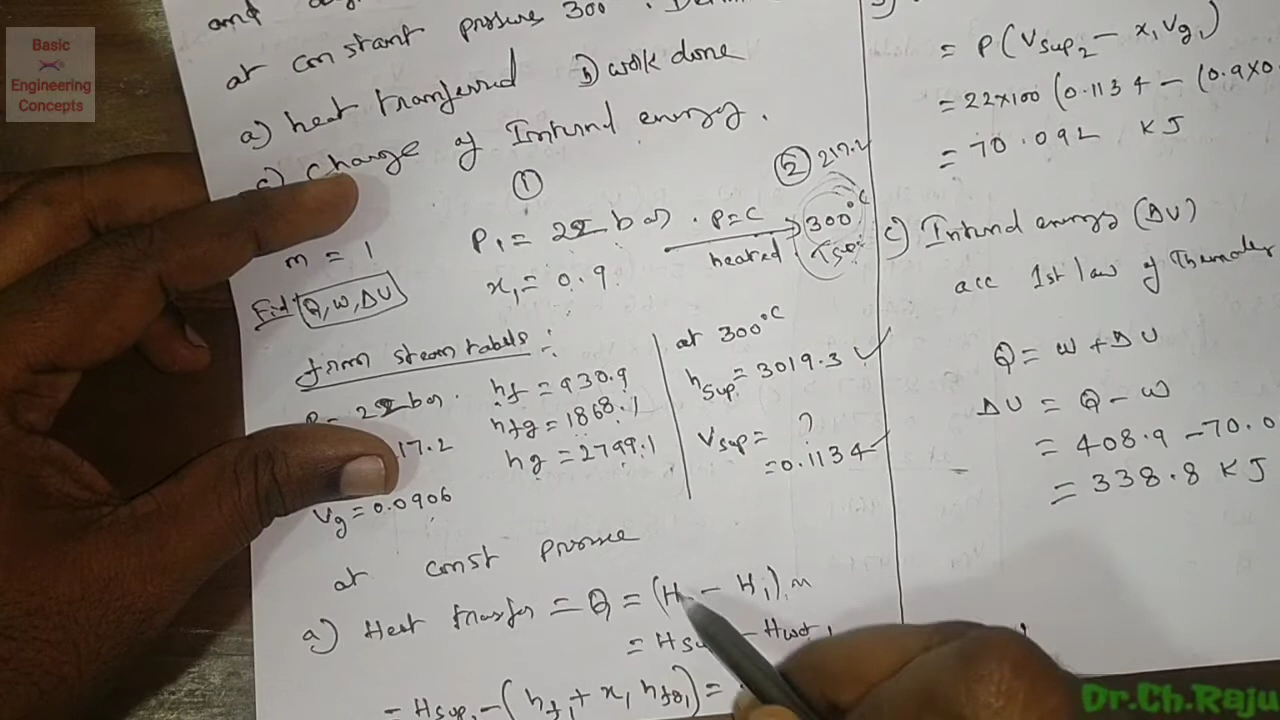 Basic
Engineering
Concepts
and
at constant pressure 300
a) heat transferred b) work done
c) change of Internal energy.
①
②
217.2
m = 1
P₁ = 22 bar. P=C
heated
300°C
x₁ = 0.9
Find Q, W, ΔU
from steam tables :-
22 bar.
17.2
Vg = 0.0906
hf = 930.9
hfg = 1868.1
hg = 2799.1
at 300°C
hsup = 3019.3 ✓
Vsup = ?
= 0.1134
at const pressure
a) Heat transfer = Q = (H - H₁).m
= Hsup - Hwet
= Hsup - (hf₁ + x₁ hfg₁) =
= P(Vsup₂ - x₁Vg₁)
= 22×100 (0.1134 - (0.9×0.
= 70.092 KJ
c) Internal energy (ΔU)
acc 1st law of
Q = W + ΔU
ΔU = Q - W
= 408.9 - 70.0
= 338.8 KJ
Dr.Ch.Raju